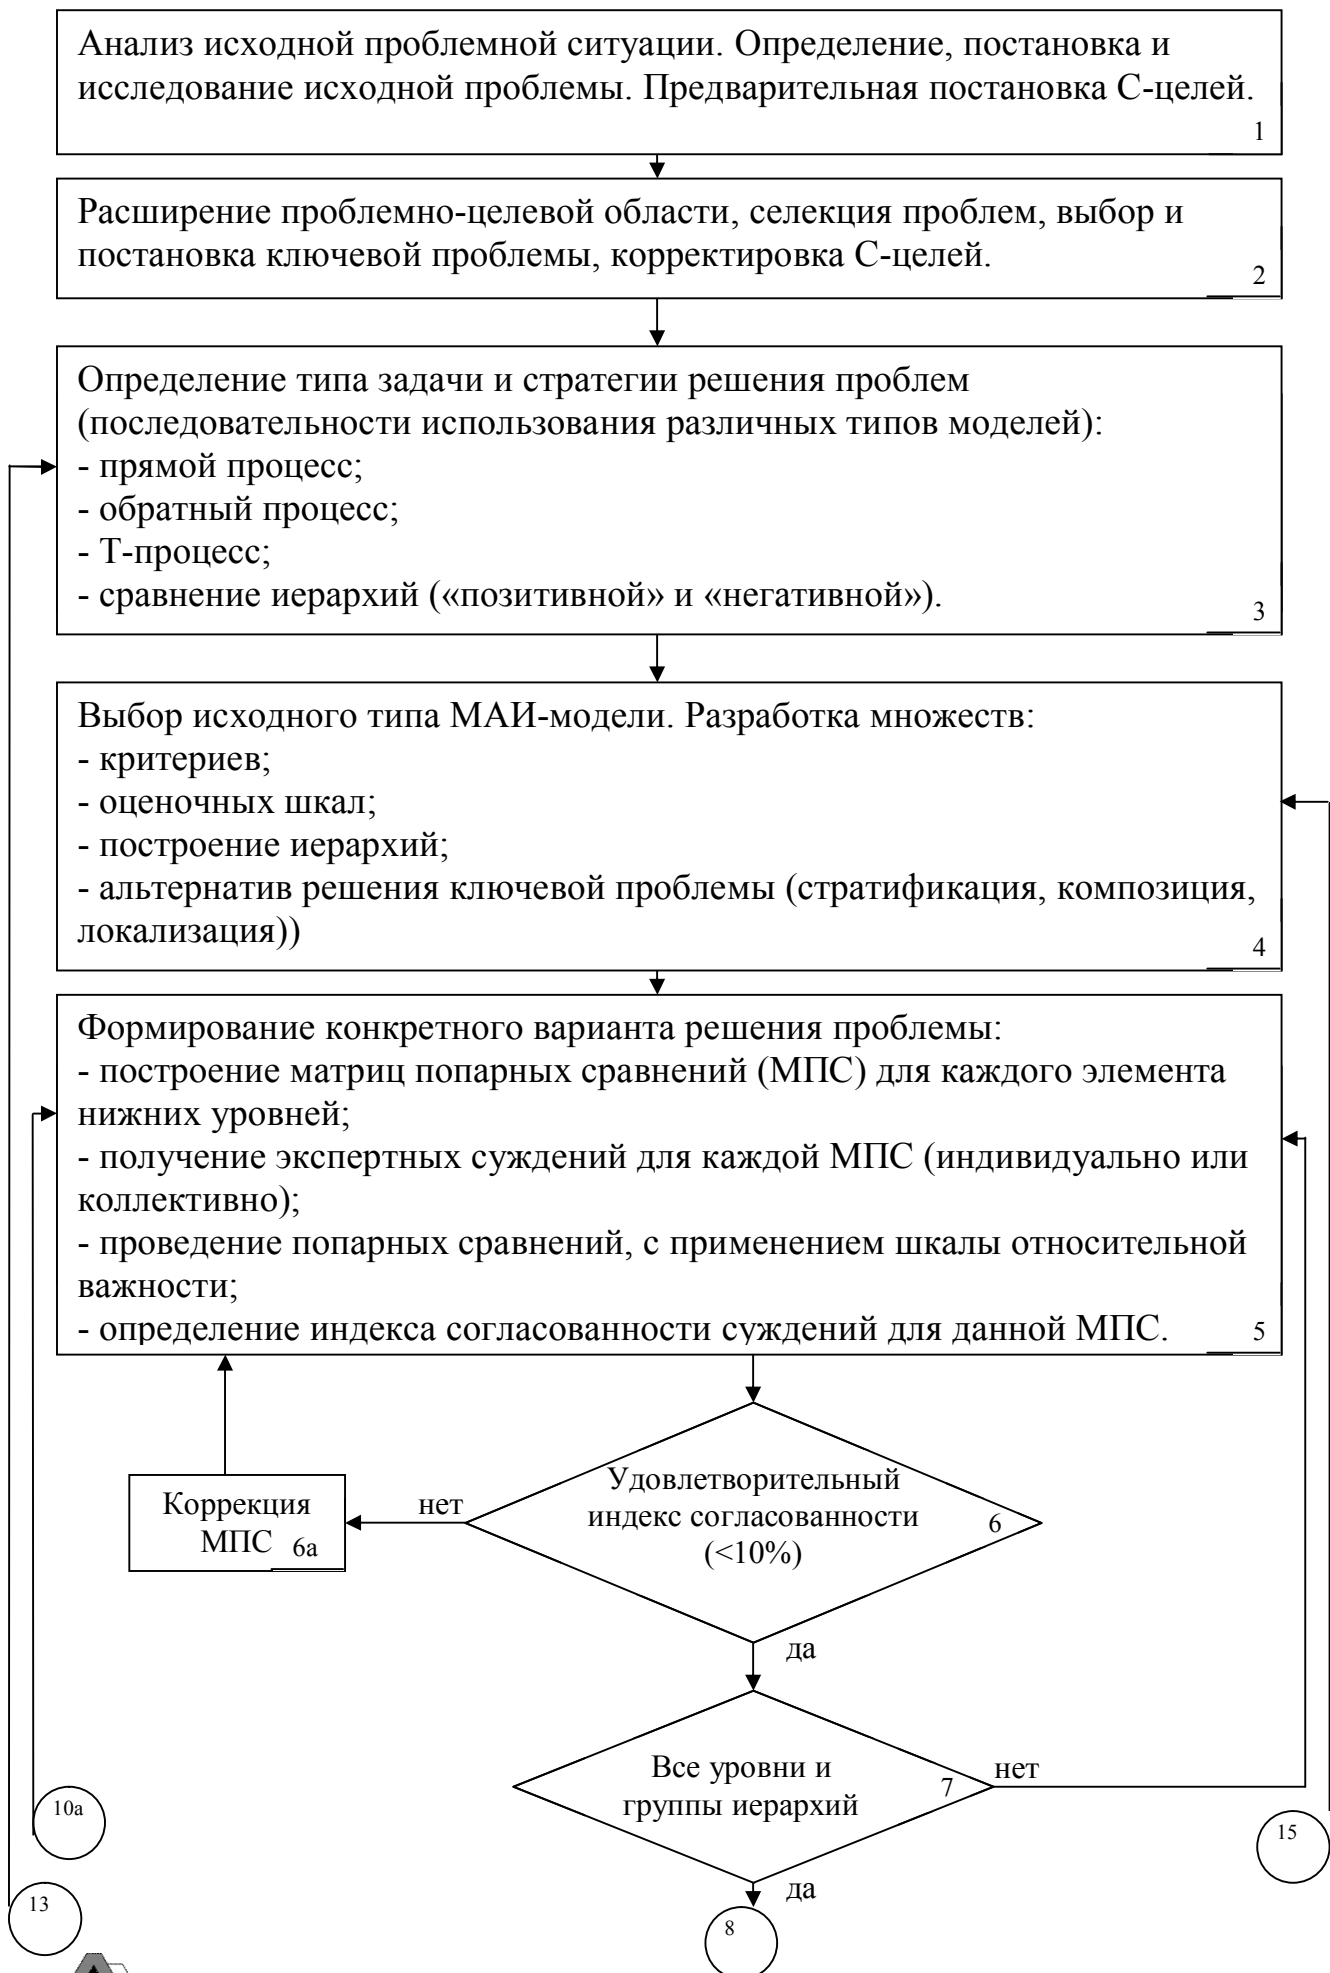 Анализ исходной проблемной ситуации. Определение, постановка и
исследование исходной проблемы. Предварительная постановка С-целей.
1
Расширение проблемно-целевой области, селекция проблем, выбор и
постановка ключевой проблемы, корректировка С-целей.
2
Определение типа задачи и стратегии решения проблем
(последовательности использования различных типов моделей):
- прямой процесс;
- обратный процесс;
- Т-процесс;
- сравнение иерархий («позитивной» и «негативной»).
3
Выбор исходного типа МАИ-модели. Разработка множеств:
- критериев;
- оценочных шкал;
- построение иерархий;
- альтернатив решения ключевой проблемы (стратификация, композиция,
локализация))
4
Формирование конкретного варианта решения проблемы:
- построение матриц попарных сравнений (МПС) для каждого элемента
нижних уровней;
- получение экспертных суждений для каждой МПС (индивидуально или
коллективно);
- проведение попарных сравнений, с применением шкалы относительной
важности;
- определение индекса согласованности суждений для данной МПС.
5
Удовлетворительный
индекс согласованности
(<10%)
6
нет
Коррекция
МПС
6а
да
Все уровни и
группы иерархий
7
нет
10а
15
да
13
8